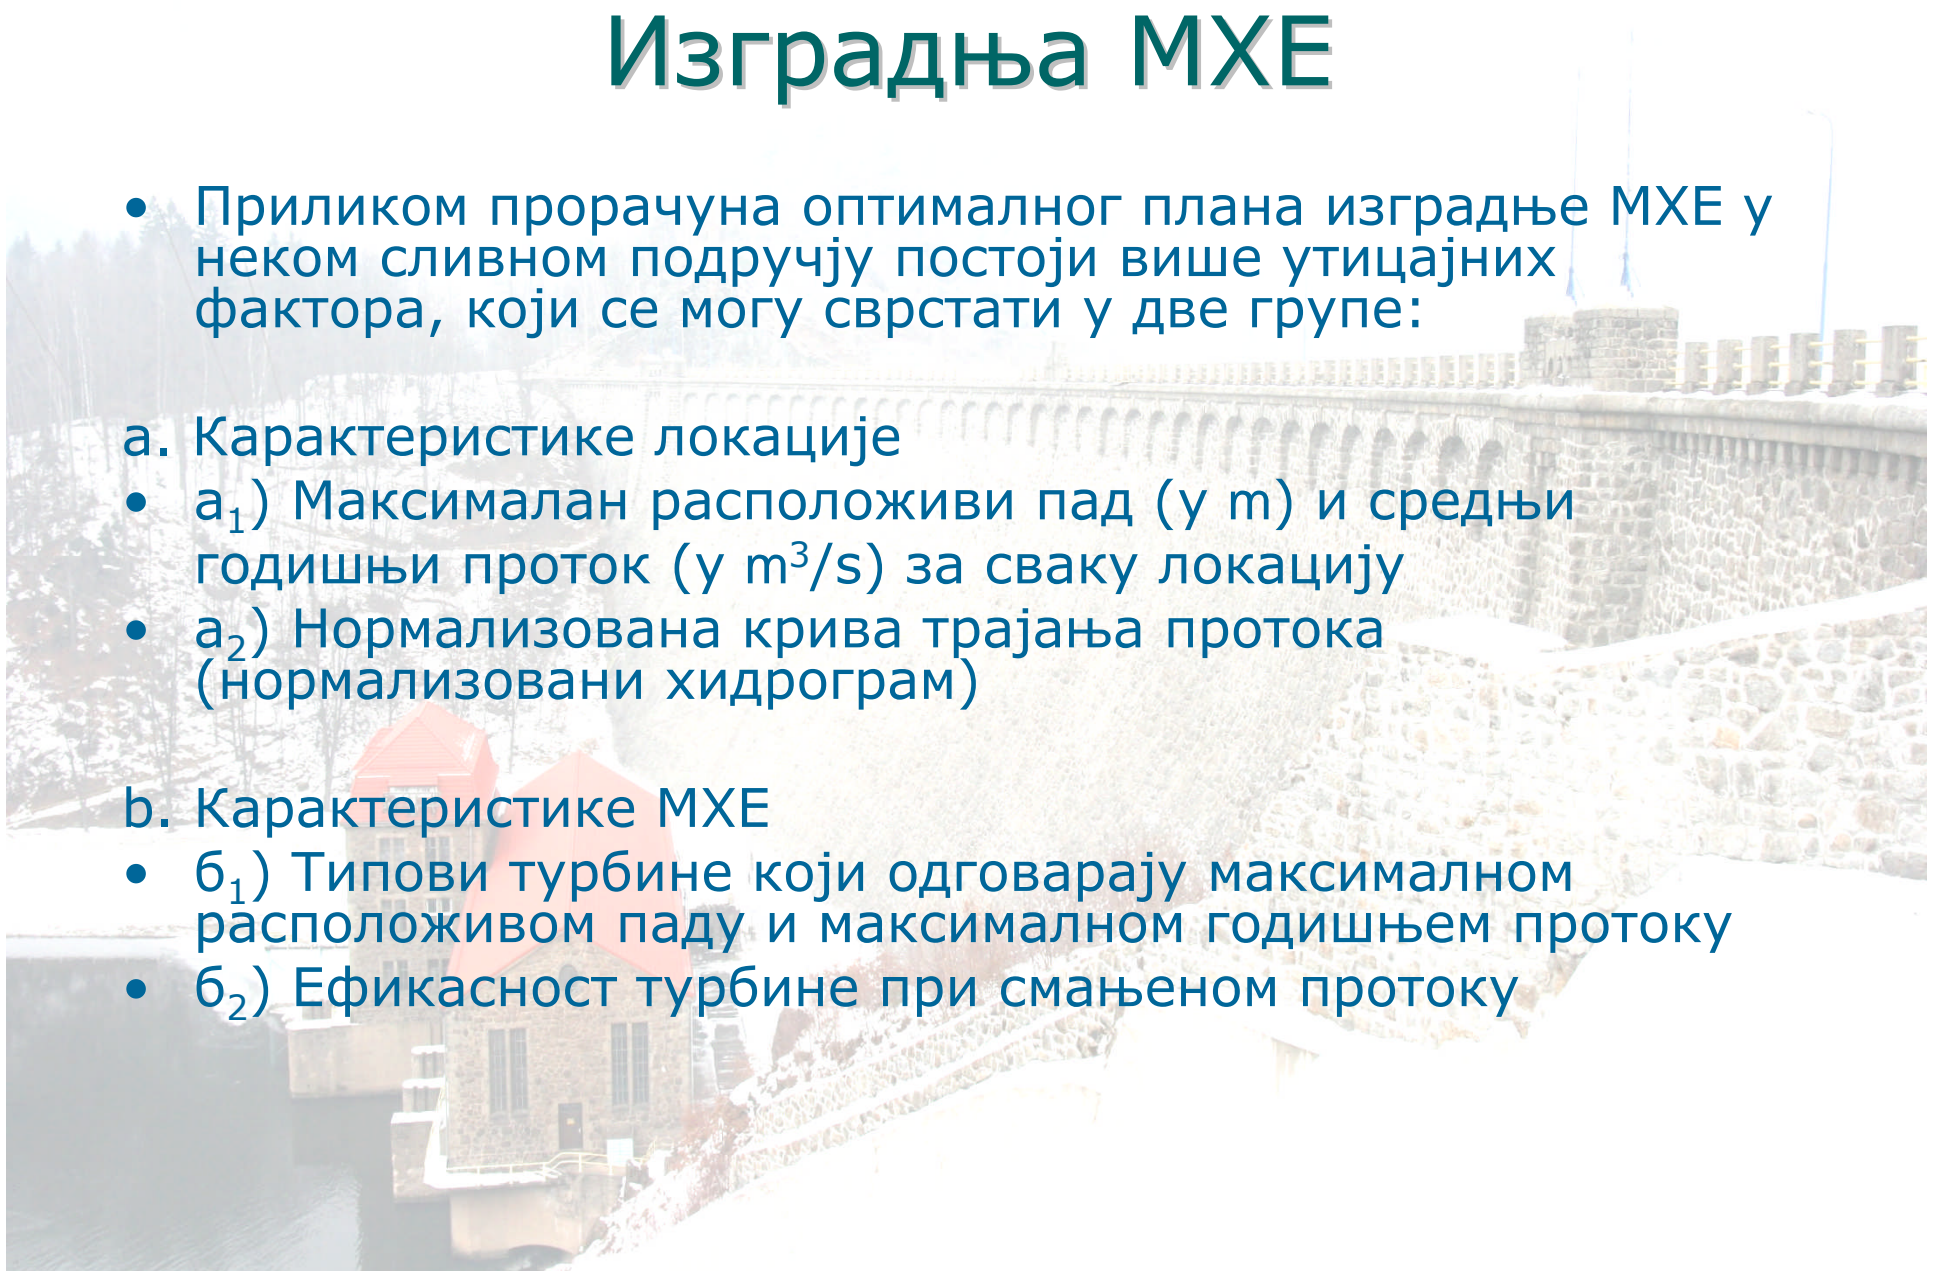 Изградња МХЕ
• Приликом прорачуна оптималног плана изградње МХЕ у
неком сливном подручју постоји више утицајних
фактора, који се могу сврстати у две групе:
a. Карактеристике локације
• а₁) Максималан расположиви пад (у m) и средњи
годишњи проток (у m³/s) за сваку локацију
• а₂) Нормализована крива трајања протока
(нормализовани хидрограм)
b. Карактеристике МХЕ
• б₁) Типови турбине који одговарају максималном
расположивом паду и максималном годишњем протоку
• б₂) Ефикасност турбине при смањеном протоку